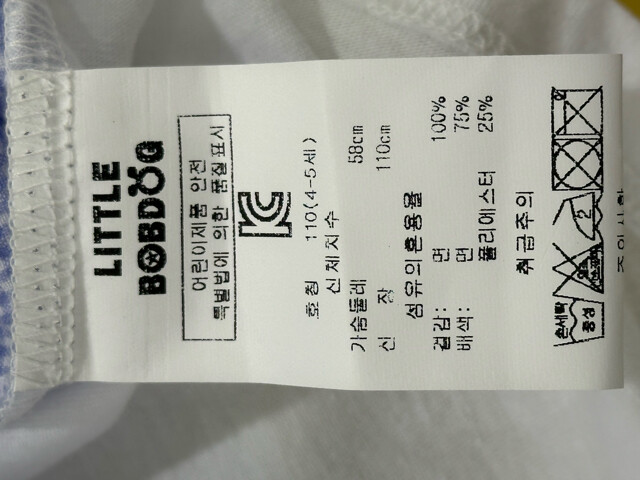 LITTLE
BOBDOG
어린이제품 안전
특별법에 의한 품질표시
호칭 110(4-5세)
신체치수
가슴둘레 58cm
신 장 110cm
섬유의혼용율
겉감: 면 100%
배색: 면 75%
폴리에스터 25%
취급주의
손세탁
중성
2